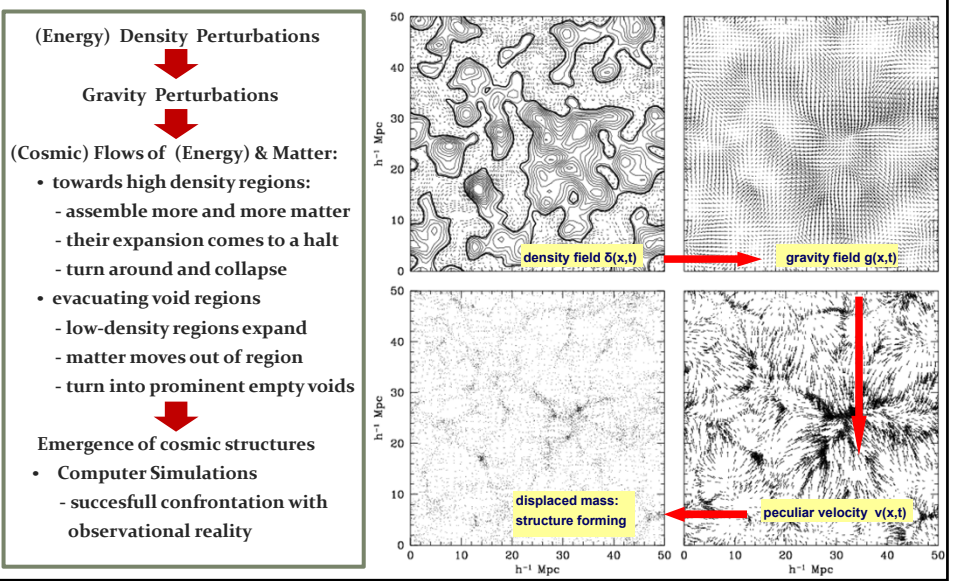 (Energy) Density Perturbations
Gravity Perturbations
(Cosmic) Flows of (Energy) & Matter:
• towards high density regions:
- assemble more and more matter
- their expansion comes to a halt
- turn around and collapse
• evacuating void regions
- low-density regions expand
- matter moves out of region
- turn into prominent empty voids
Emergence of cosmic structures
• Computer Simulations
- succesfull confrontation with
observational reality
50
40
30
20
10
0
h⁻¹ Mpc
density field δ(x,t)
gravity field g(x,t)
50
40
30
20
10
0
h⁻¹ Mpc
displaced mass:
structure forming
peculiar velocity v(x,t)
0 10 20 30 40 50
h⁻¹ Mpc
0 10 20 30 40 50
h⁻¹ Mpc